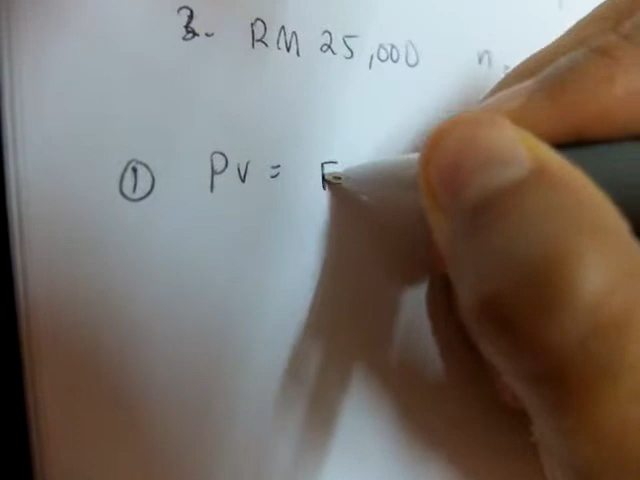 3. RM 25,000 n
① PV = F